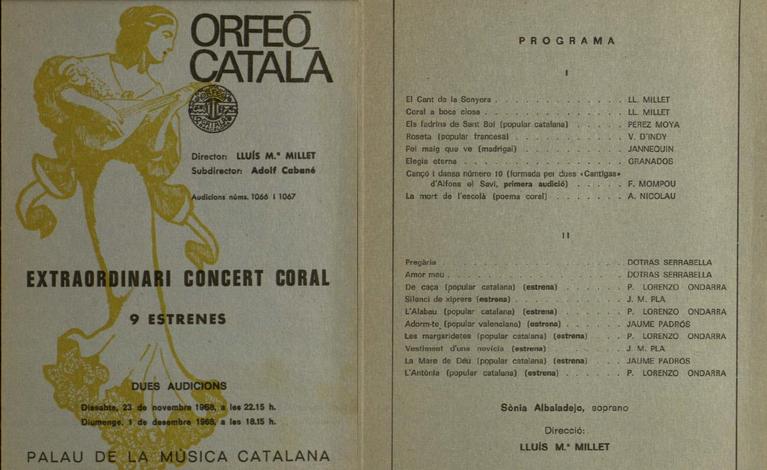 ORFEÓ
CATALÀ
Director: LLUÍS M.ª MILLET
Subdirector: Adolf Cabané
Audicions núms. 1066 i 1067
EXTRAORDINARI CONCERT CORAL
9 ESTRENES
DUES AUDICIONS
Dissabte, 23 de novembre 1968, a les 22.15 h.
Diumenge, 1 de desembre 1968, a les 18.15 h.
PALAU DE LA MÚSICA CATALANA
PROGRAMA
I
El Cant de la Senyera . . . . . . . . . . . . . . LL. MILLET
Coral a boca closa . . . . . . . . . . . . . . LL. MILLET
Els fadrins de Sant Boi (popular catalana) . . . . . . PEREZ MOYA
Roseta (popular francesa) . . . . . . . . . . . . V. D'INDY
Pel maig que ve (madrigal) . . . . . . . . . . . JANNEQUIN
Elegia eterna . . . . . . . . . . . . . . . GRANADOS
Cançó i dansa número 10 (formada per dues «Cantigas»
d'Alfons el Savi, primera audició) . . . . . . F. MOMPOU
La mort de l'escolà (poema coral) . . . . . . . A. NICOLAU
II
Pregària . . . . . . . . . . . . . . . . DOTRAS SERRABELLA
Amor meu . . . . . . . . . . . . . . . . DOTRAS SERRABELLA
De caça (popular catalana) (estrena) . . . . . . . P. LORENZO ONDARRA
Silenci de xiprers (estrena) . . . . . . . . . . J. M. PLA
L'Alabau (popular catalana) (estrena) . . . . . . . P. LORENZO ONDARRA
Adorm-te (popular valenciana) (estrena) . . . . . . JAUME PADRÓS
Les margaridetes (popular catalana) (estrena) . . . . P. LORENZO ONDARRA
Vestiment d'una novícia (estrena) . . . . . . . . J. M. PLA
La Mare de Déu (popular catalana) (estrena) . . . . . JAUME PADRÓS
L'Antònia (popular catalana) (estrena) . . . . . . . P. LORENZO ONDARRA
Sònia Albaladejo, soprano
Direcció:
LLUÍS M.ª MILLET